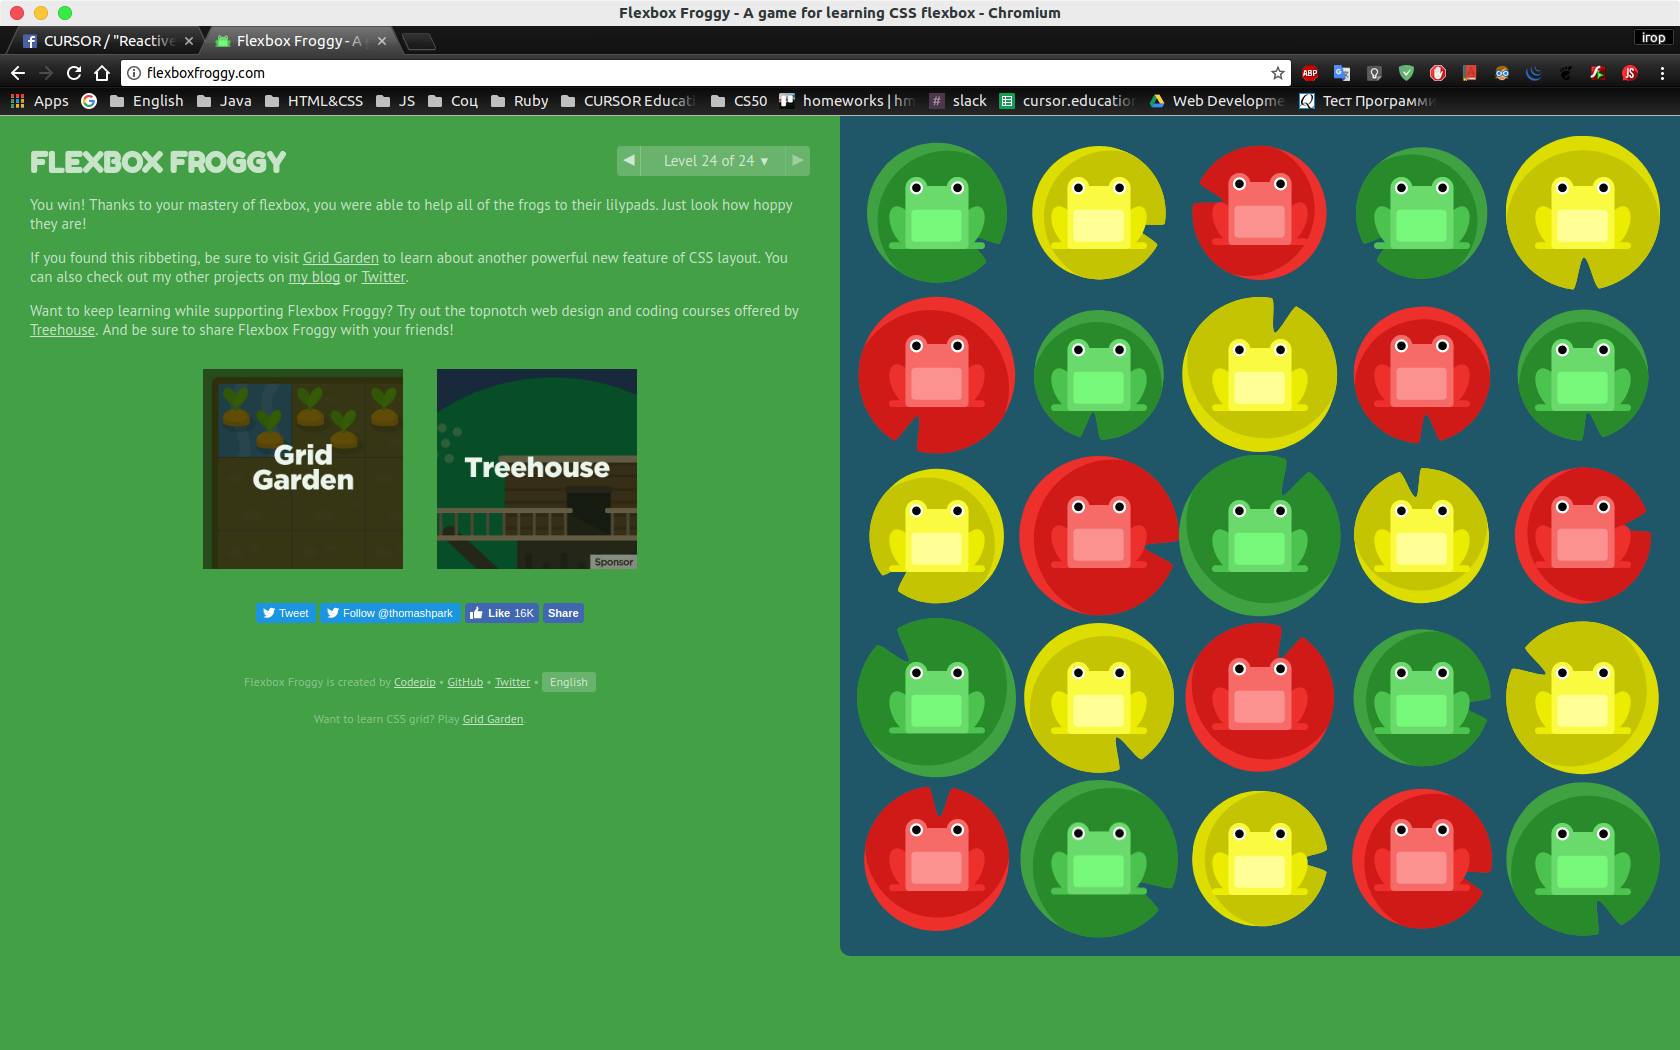 Flexbox Froggy - A game for learning CSS flexbox - Chromium
CURSOR / "Reactive
Flexbox Froggy - A
irop
flexboxfroggy.com
ABP
JS
Apps
English
Java
HTML&CSS
JS
Соц
Ruby
CURSOR Educati
CS50
homeworks | hm
slack
cursor.education
Web Developme
Тест Программи
FLEXBOX FROGGY
Level 24 of 24
You win! Thanks to your mastery of flexbox, you were able to help all of the frogs to their lilypads. Just look how hoppy
they are!
If you found this ribbeting, be sure to visit Grid Garden to learn about another powerful new feature of CSS layout. You
can also check out my other projects on my blog or Twitter.
Want to keep learning while supporting Flexbox Froggy? Try out the topnotch web design and coding courses offered by
Treehouse. And be sure to share Flexbox Froggy with your friends!
Grid
Garden
Treehouse
Sponsor
Tweet
Follow @thomashpark
Like 16K
Share
Flexbox Froggy is created by Codepip • GitHub • Twitter • English
Want to learn CSS grid? Play Grid Garden.